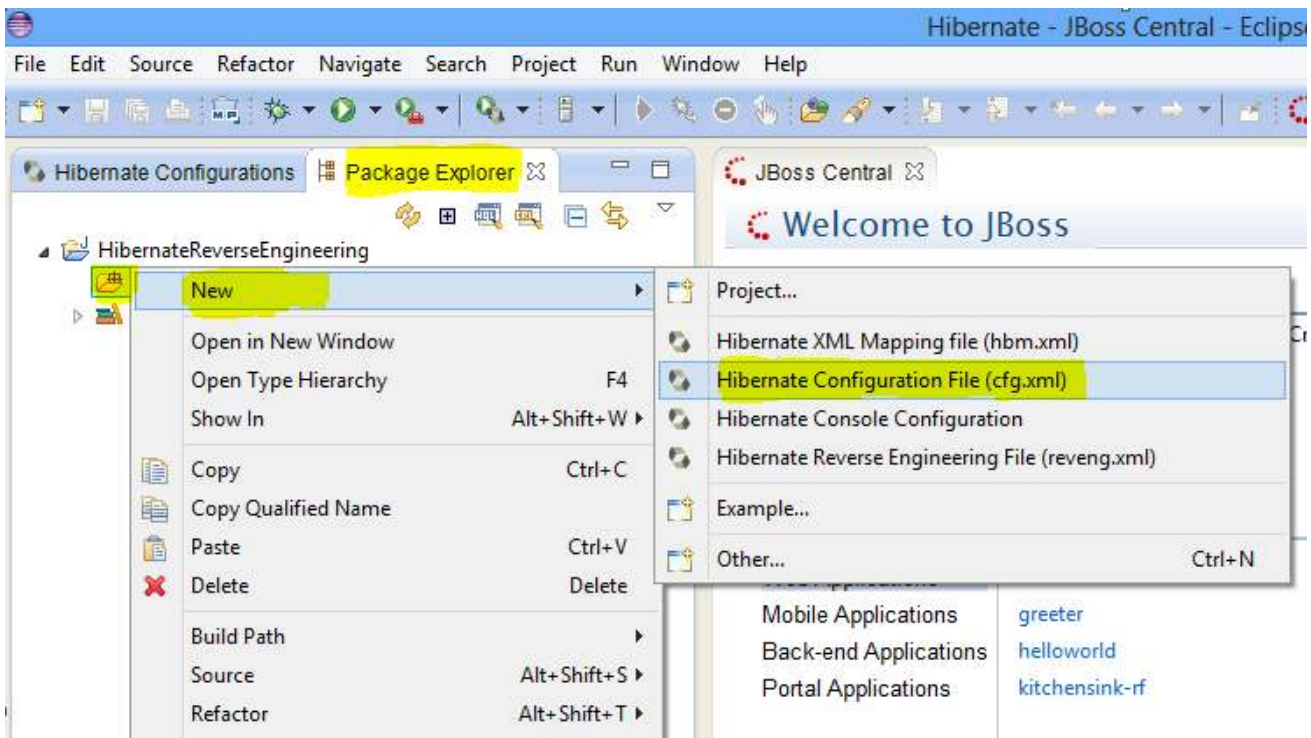 Hibernate - JBoss Central - Eclipse
File Edit Source Refactor Navigate Search Project Run Window Help
Hibernate Configurations Package Explorer
JBoss Central
Welcome to JBoss
HibernateReverseEngineering
New
Project...
Open in New Window
Hibernate XML Mapping file (hbm.xml)
Open Type Hierarchy F4
Hibernate Configuration File (cfg.xml)
Show In Alt+Shift+W
Hibernate Console Configuration
Copy Ctrl+C
Hibernate Reverse Engineering File (reveng.xml)
Copy Qualified Name
Example...
Paste Ctrl+V
Other... Ctrl+N
Delete Delete
Mobile Applications greeter
Build Path
Back-end Applications helloworld
Source Alt+Shift+S
Portal Applications kitchensink-rf
Refactor Alt+Shift+T